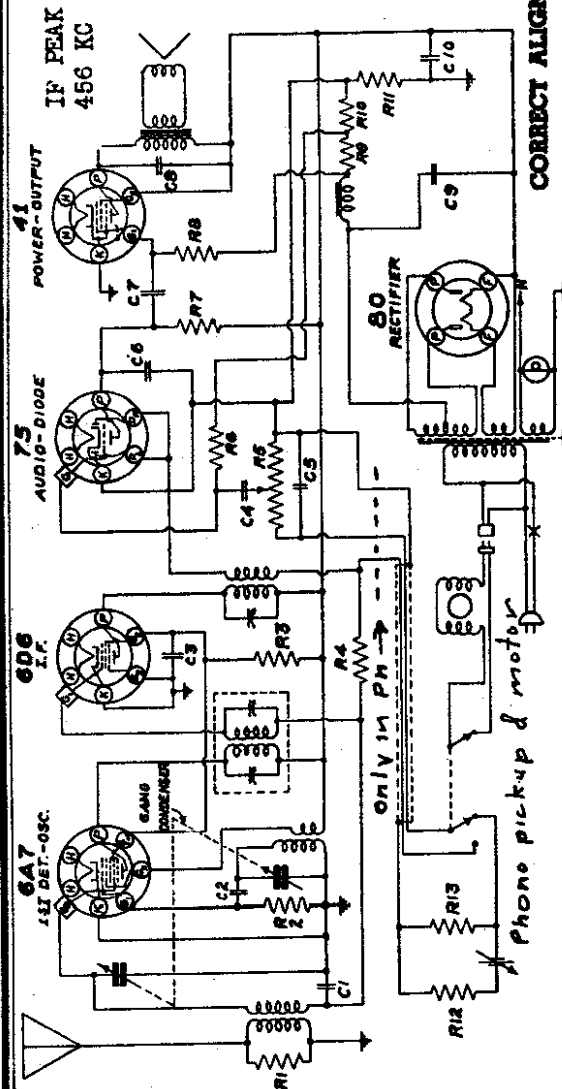 IF PEAK
456 KC
6A7
1ST DET.-OSC.
6D6
I.F.
75
AUDIO-DIODE
41
POWER-OUTPUT
GANG
CONDENSER
C1
C2
C3
C4
C5
C6
C7
C8
C9
C10
R1
R2
R3
R4
R5
R6
R7
R8
R9
R10
R11
R12
R13
80
RECTIFIER
only in PH →
Phono pickup & motor
H
H
P
K
H
H
P
K
G
H
H
P
K
G
H
H
P
K
P
P
F
F
P
X
CORRECT ALIGN